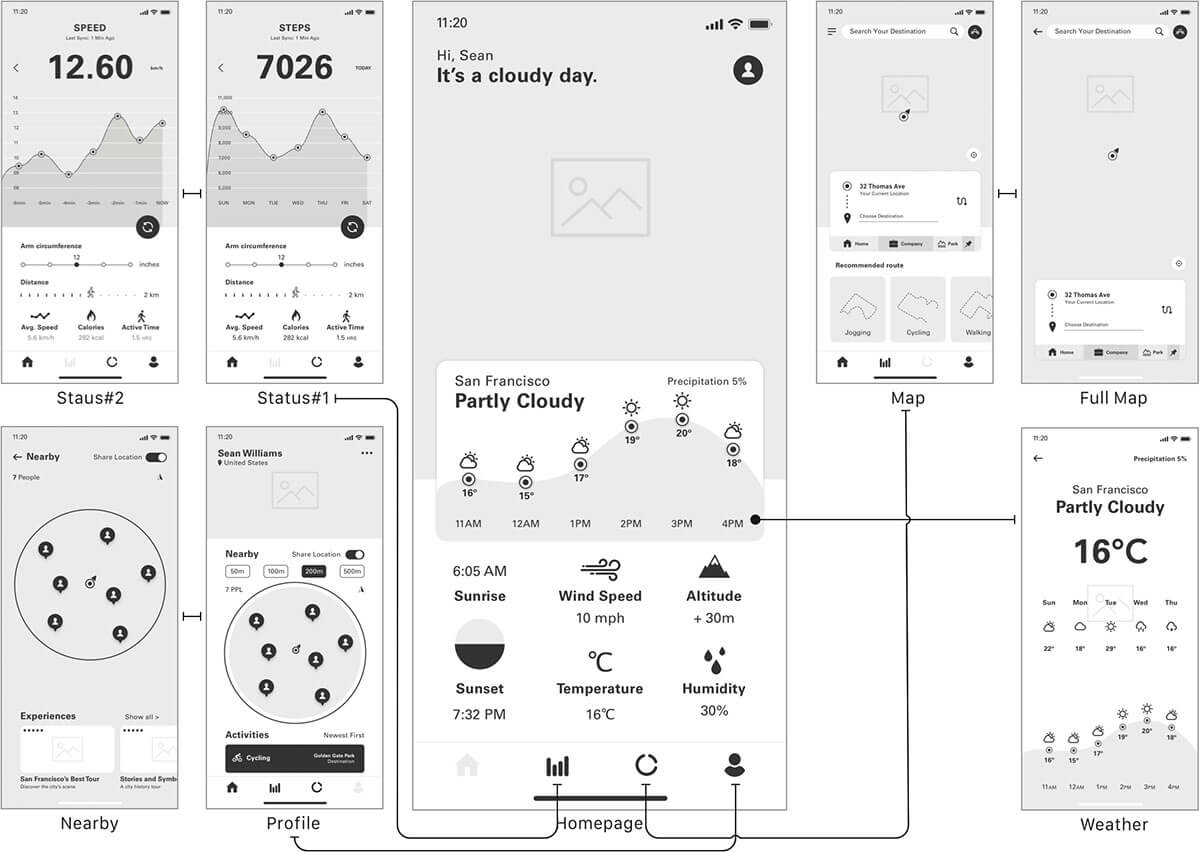 11:20
SPEED
Last Sync: 1 Min Ago
12.60
km/h
14
13
12
11
10
09
08
-6min -5min -4min -3min -2min -1min NOW
Arm circumference
12
inches
Distance
2 km
Avg. Speed Calories Active Time
5.6 km/h 282 kcal 1.5 HRS
Staus#2
11:20
STEPS
Last Sync: 1 Min Ago
7026
TODAY
11,000
9,000
8,000
7,000
6,000
5,000
SUN MON TUE WED THU FRI SAT
Arm circumference
12
inches
Distance
2 km
Avg. Speed Calories Active Time
5.6 km/h 282 kcal 1.5 HRS
Status#1
11:20
Hi, Sean
It's a cloudy day.
San Francisco
Partly Cloudy
Precipitation 5%
16° 15° 17° 19° 20° 18°
11AM 12AM 1PM 2PM 3PM 4PM
6:05 AM
Sunrise
Wind Speed
10 mph
Altitude
+ 30m
Sunset
7:32 PM
°C
Temperature
16℃
Humidity
30%
Homepage
11:20
Search Your Destination
32 Thomas Ave
Your Current Location
Choose Destination
Home Company Park
Recommended route
Jogging Cycling Walking
Map
11:20
Search Your Destination
32 Thomas Ave
Your Current Location
Choose Destination
Home Company Park
Full Map
11:20
Nearby
Share Location
7 People
Experiences
Show all >
San Francisco's Best Tour
Discover the city's scene
Stories and Symb
A city history tour
Nearby
11:20
Sean Williams
United States
Nearby
Share Location
50m 100m 200m 500m
7 PPL
Activities
Newest First
Cycling
Golden Gate Park
Destination
Profile
11:20
Precipitation 5%
San Francisco
Partly Cloudy
16°C
Sun Mon Tue Wed Thu
22° 18° 29° 16° 16°
16° 15° 17° 19° 20° 18°
11AM 12AM 1PM 2PM 3PM 4PM
Weather